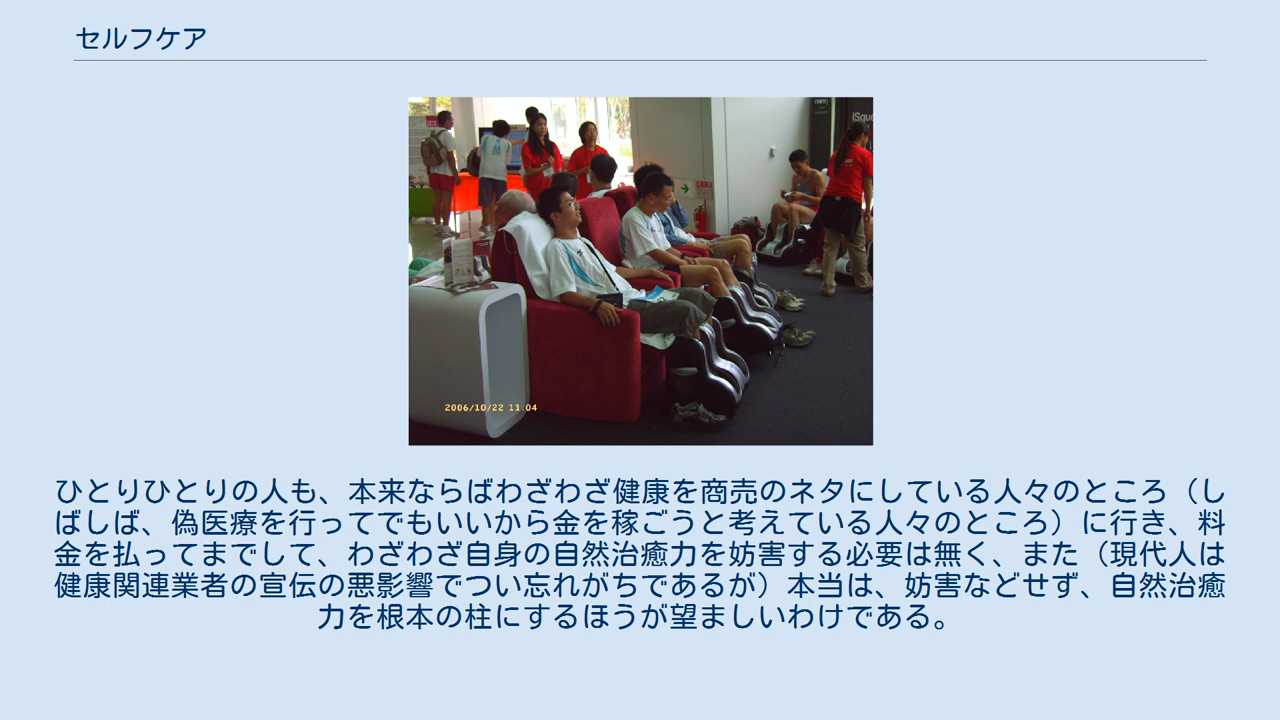 セルフケア
iSque
2006/10/22 11:04
ひとりひとりの人も、本来ならばわざわざ健康を商売のネタにしている人々のところ（し
ばしば、偽医療を行ってでもいいから金を稼ごうと考えている人々のところ）に行き、料
金を払ってまでして、わざわざ自身の自然治癒力を妨害する必要は無く、また（現代人は
健康関連業者の宣伝の悪影響でつい忘れがちであるが）本当は、妨害などせず、自然治癒
力を根本の柱にするほうが望ましいわけである。